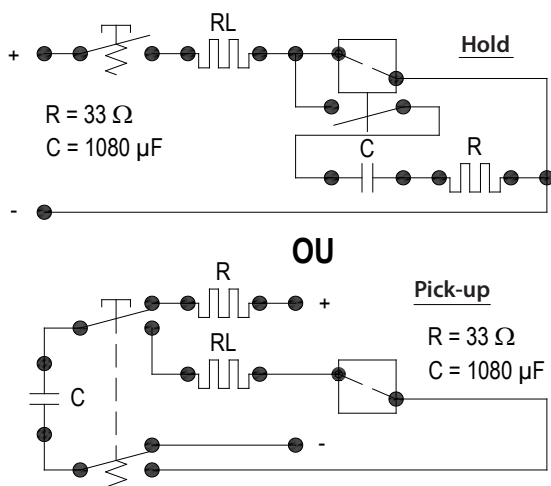 RL
Hold
+
R = 33 Ω
C = 1080 µF
C
R
-
OU
R
+
Pick-up
RL
R = 33 Ω
C = 1080 µF
C
-